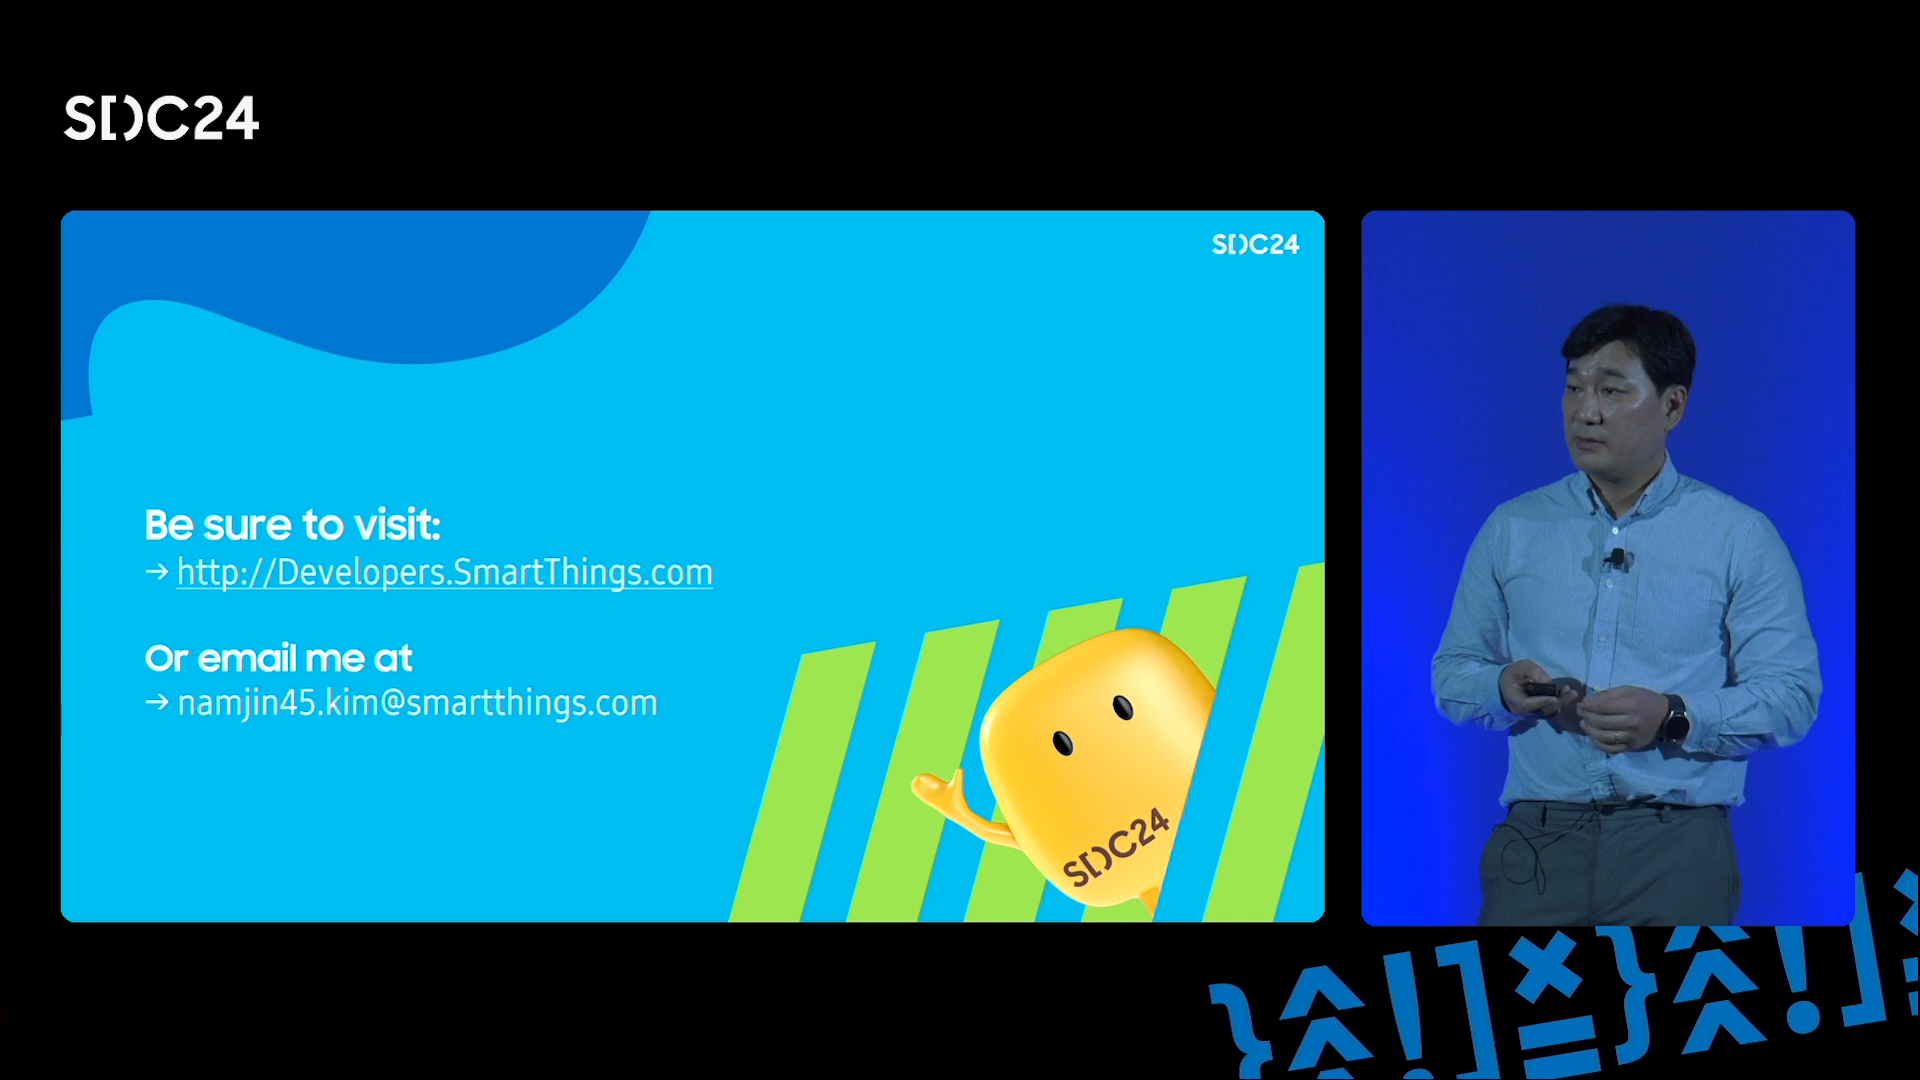 SDC24
SDC24
Be sure to visit:
→ http://Developers.SmartThings.com
Or email me at
→ namjin45.kim@smartthings.com
SDC24
}^!]×=}^!]